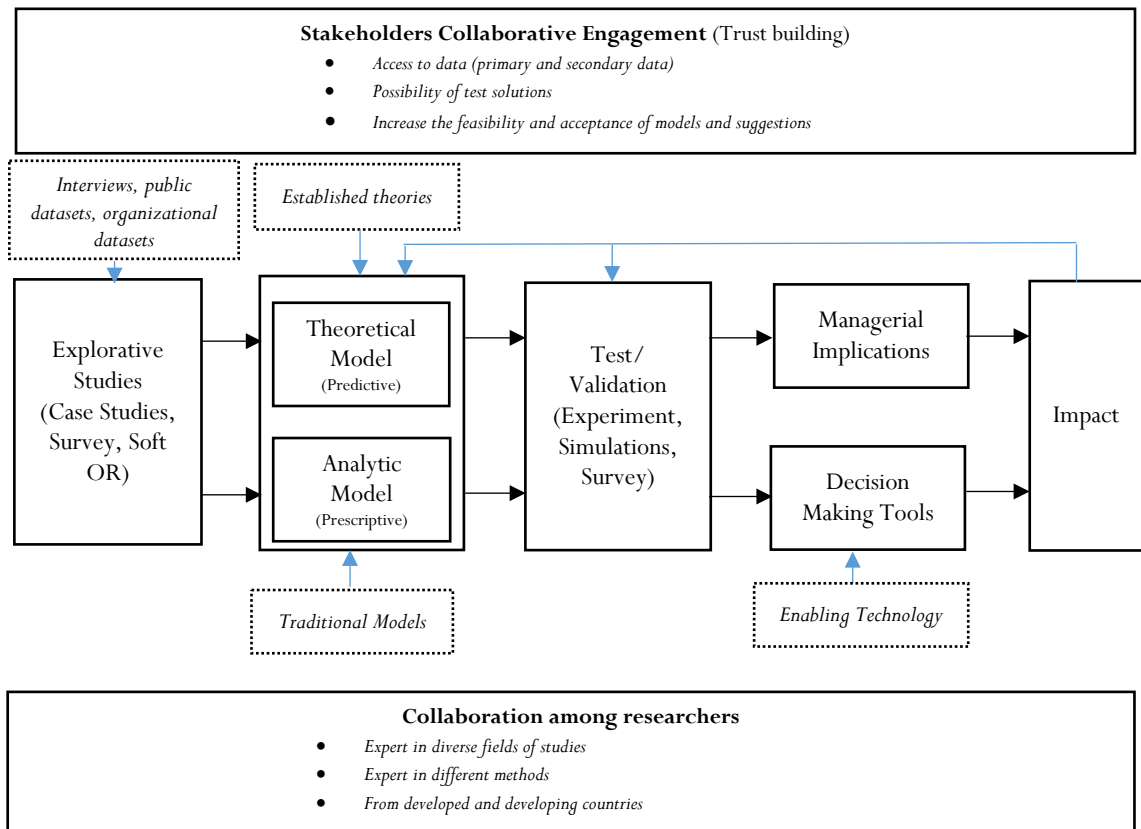 Stakeholders Collaborative Engagement (Trust building)
• Access to data (primary and secondary data)
• Possibility of test solutions
• Increase the feasibility and acceptance of models and suggestions
Interviews, public
datasets, organizational
datasets
Established theories
Explorative
Studies
(Case Studies,
Survey, Soft
OR)
Theoretical
Model
(Predictive)
Analytic
Model
(Prescriptive)
Test/
Validation
(Experiment,
Simulations,
Survey)
Managerial
Implications
Decision
Making Tools
Impact
Traditional Models
Enabling Technology
Collaboration among researchers
• Expert in diverse fields of studies
• Expert in different methods
• From developed and developing countries